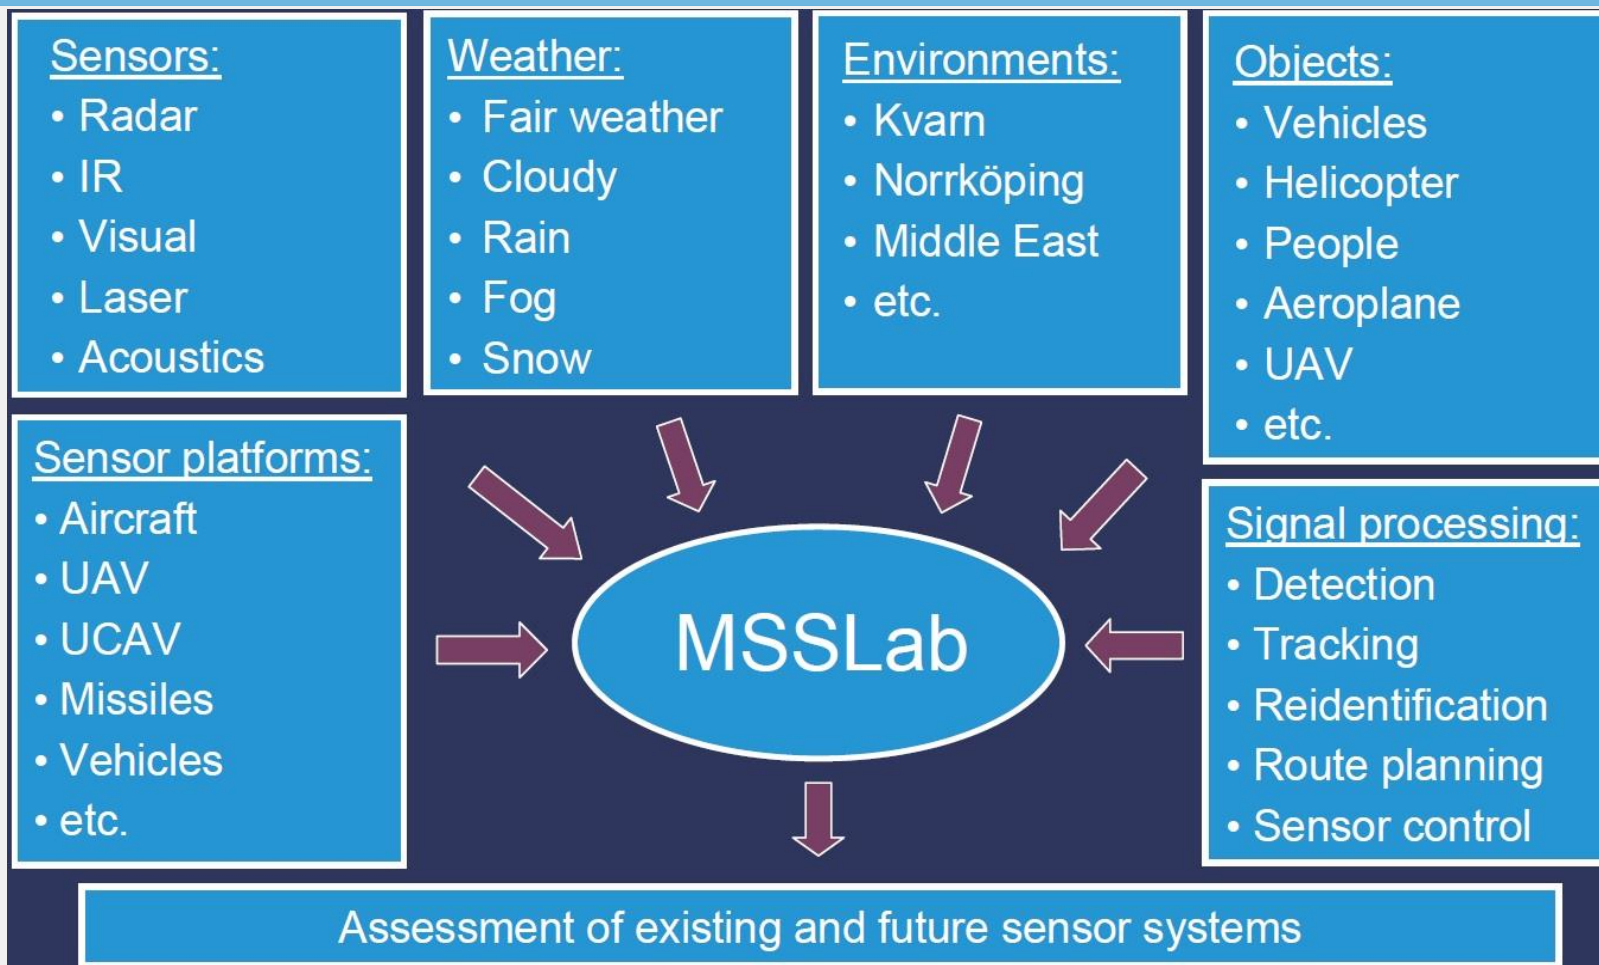 Sensors:
• Radar
• IR
• Visual
• Laser
• Acoustics
Weather:
• Fair weather
• Cloudy
• Rain
• Fog
• Snow
Environments:
• Kvarn
• Norrköping
• Middle East
• etc.
Objects:
• Vehicles
• Helicopter
• People
• Aeroplane
• UAV
• etc.
Sensor platforms:
• Aircraft
• UAV
• UCAV
• Missiles
• Vehicles
• etc.
MSSLab
Signal processing:
• Detection
• Tracking
• Reidentification
• Route planning
• Sensor control
Assessment of existing and future sensor systems